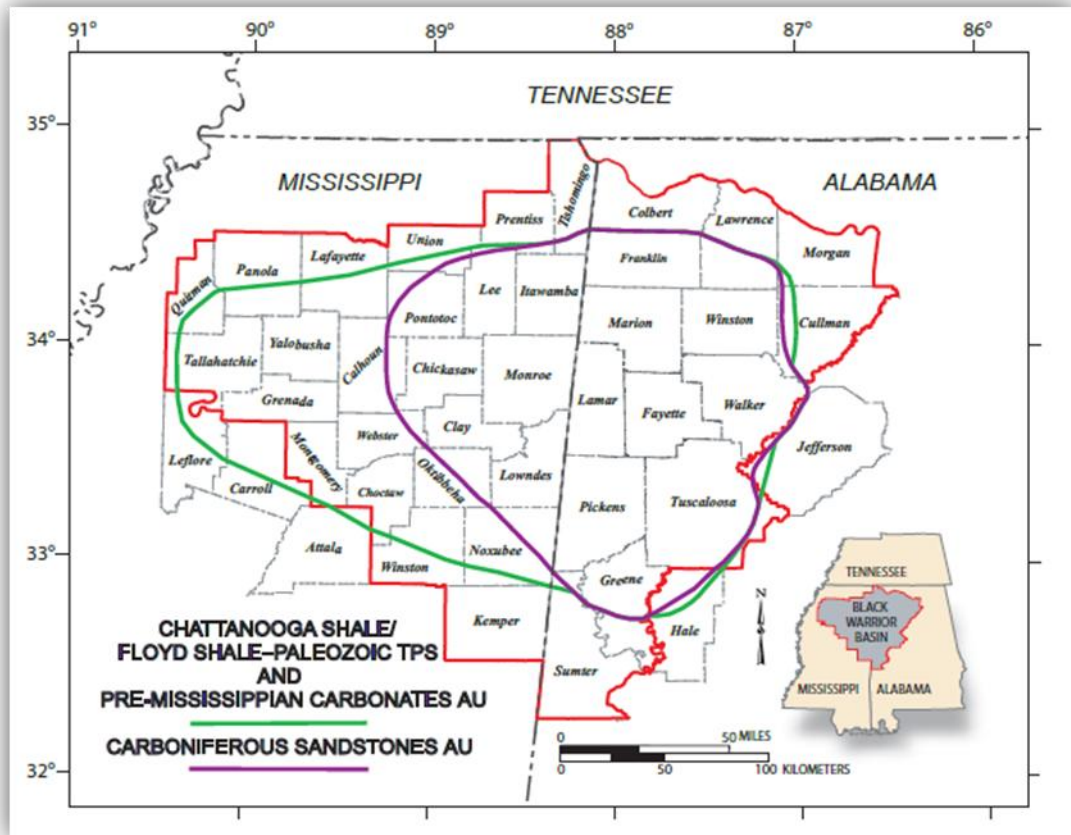 91°
90°
89°
88°
87°
86°
TENNESSEE
35°
MISSISSIPPI
ALABAMA
Tishomingo
Prentiss
Colbert
Lawrence
Union
Lafayette
Panola
Morgan
Franklin
Quitman
Lee
Itawamba
Pontotoc
Marion
Winston
Cullman
34°
Tallahatchie
Yalobusha
Calhoun
Chickasaw
Monroe
Grenada
Lamar
Fayette
Walker
Clay
Webster
Jefferson
Montgomery
Leflore
Carroll
Choctaw
Oktibbeha
Lowndes
Pickens
Tuscaloosa
33°
Attala
Winston
Noxubee
Greene
N
Kemper
Hale
Sumter
CHATTANOOGA SHALE/
FLOYD SHALE–PALEOZOIC TPS
AND
PRE-MISSISSIPPIAN CARBONATES AU
CARBONIFEROUS SANDSTONES AU
TENNESSEE
BLACK
WARRIOR
BASIN
MISSISSIPPI
ALABAMA
0 50 MILES
0 50 100 KILOMETERS
32°